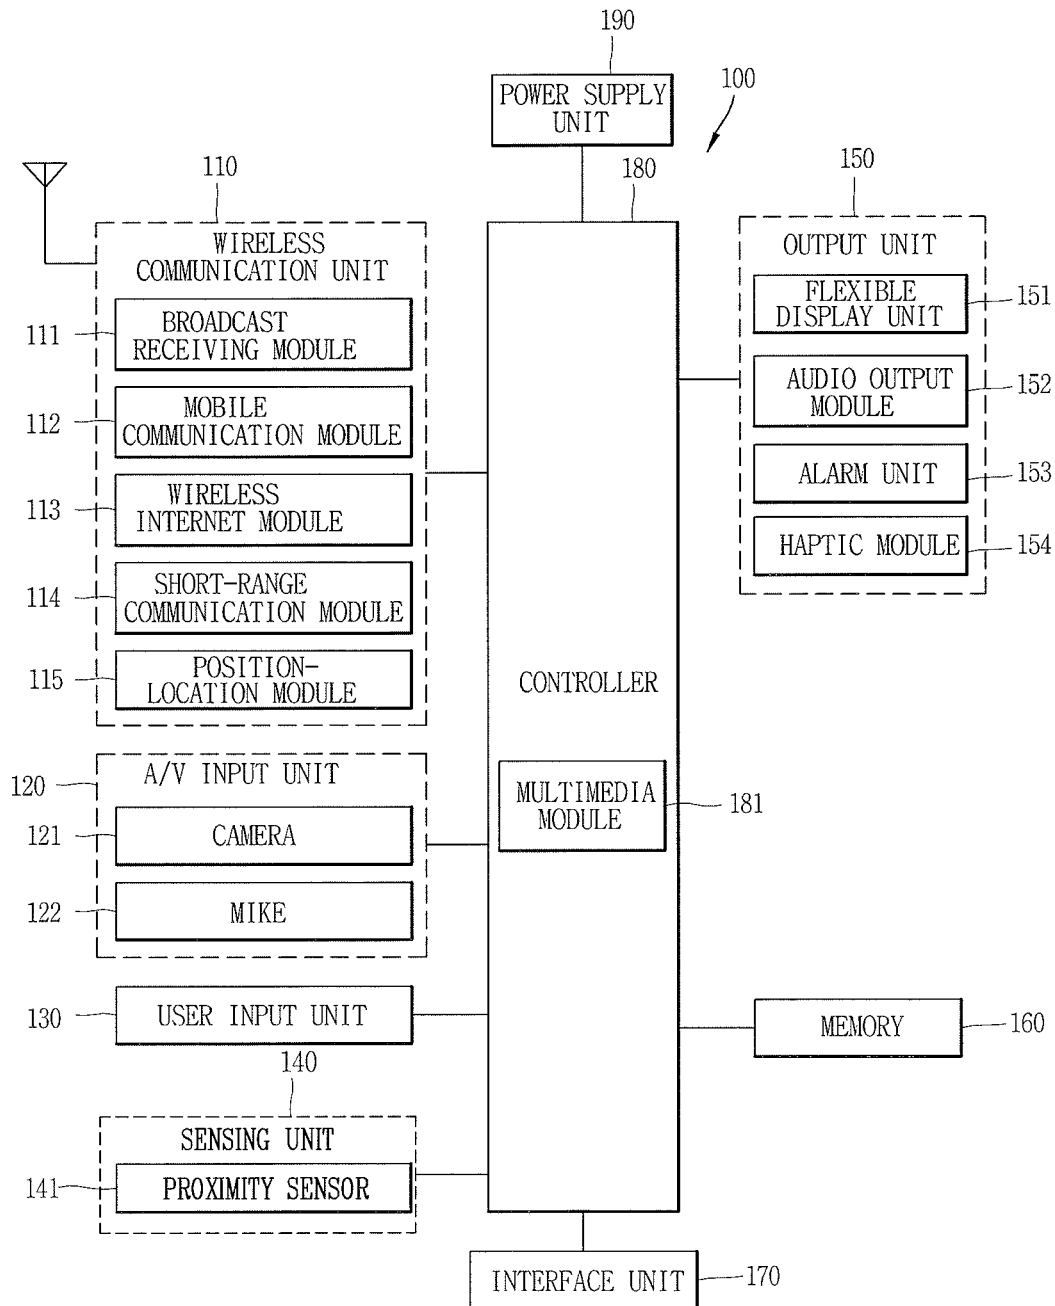 190
POWER SUPPLY
UNIT
100
110
180
150
WIRELESS
COMMUNICATION UNIT
111
BROADCAST
RECEIVING MODULE
112
MOBILE
COMMUNICATION MODULE
113
WIRELESS
INTERNET MODULE
114
SHORT-RANGE
COMMUNICATION MODULE
115
POSITION-
LOCATION MODULE
OUTPUT UNIT
FLEXIBLE
DISPLAY UNIT
151
AUDIO OUTPUT
MODULE
152
ALARM UNIT
153
HAPTIC MODULE
154
CONTROLLER
MULTIMEDIA
MODULE
181
120
A/V INPUT UNIT
121
CAMERA
122
MIKE
130
USER INPUT UNIT
MEMORY
160
140
SENSING UNIT
141
PROXIMITY SENSOR
INTERFACE UNIT
170